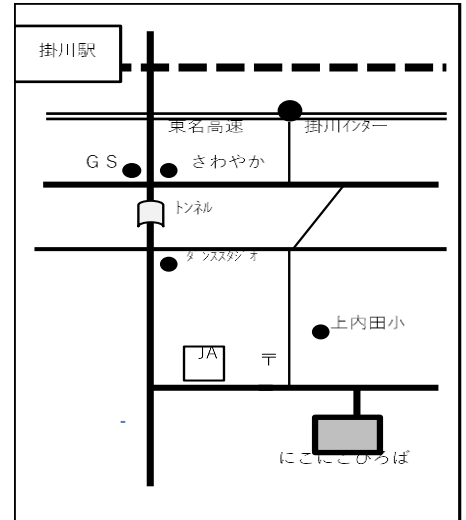 掛川駅
東名高速
掛川インター
GS
さわやか
トンネル
ダンススタジオ
上内田小
JA
〒
にこにこひろば